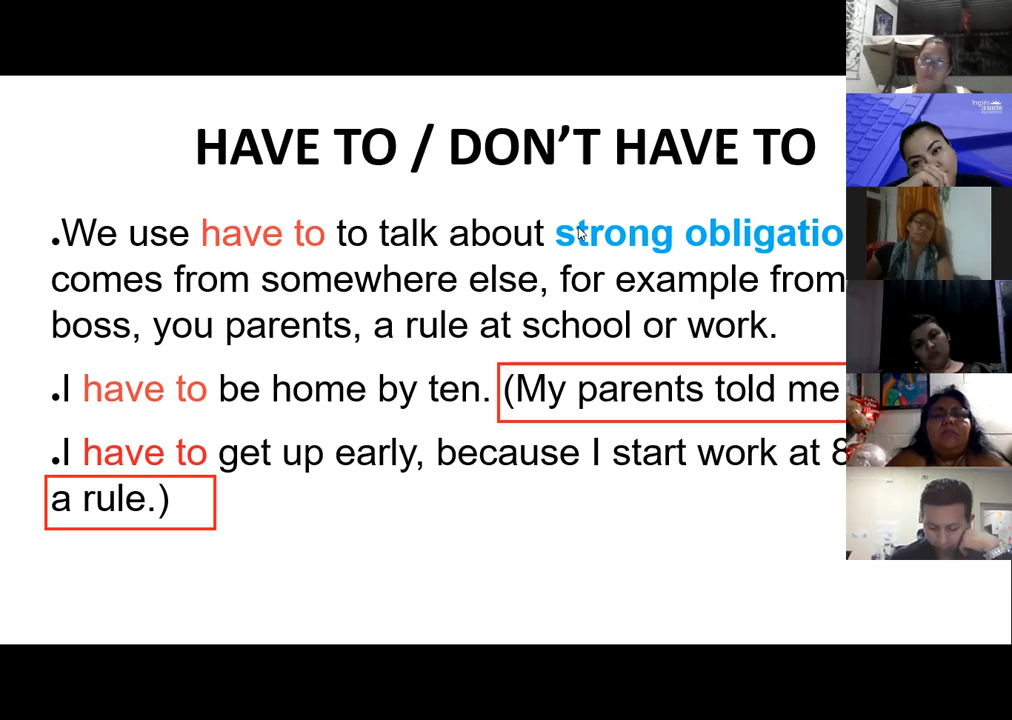 HAVE TO / DON'T HAVE TO
●We use have to to talk about strong obligatio
comes from somewhere else, for example from
boss, you parents, a rule at school or work.
●I have to be home by ten. (My parents told me
●I have to get up early, because I start work at 8
a rule.)
Inglés